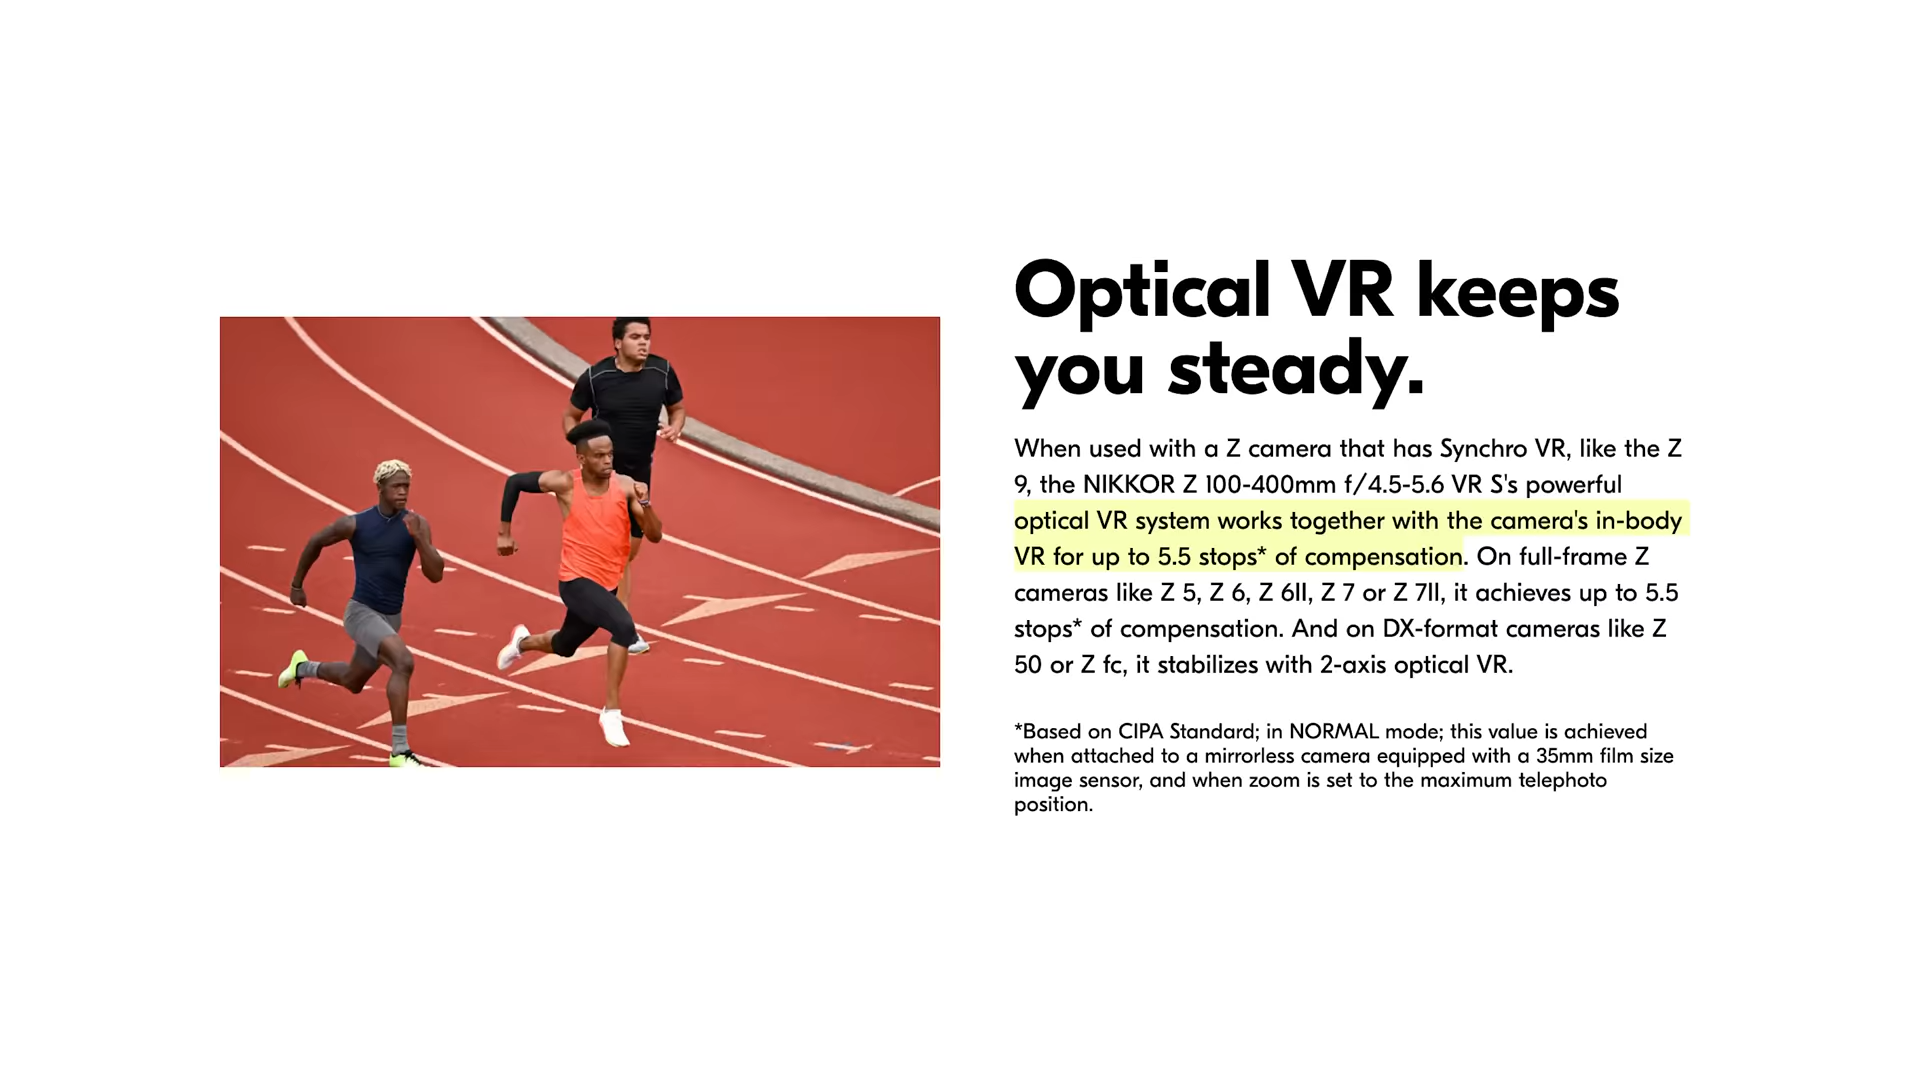 Optical VR keeps
you steady.
When used with a Z camera that has Synchro VR, like the Z
9, the NIKKOR Z 100-400mm f/4.5-5.6 VR S's powerful
optical VR system works together with the camera's in-body
VR for up to 5.5 stops* of compensation. On full-frame Z
cameras like Z 5, Z 6, Z 6II, Z 7 or Z 7II, it achieves up to 5.5
stops* of compensation. And on DX-format cameras like Z
50 or Z fc, it stabilizes with 2-axis optical VR.
*Based on CIPA Standard; in NORMAL mode; this value is achieved
when attached to a mirrorless camera equipped with a 35mm film size
image sensor, and when zoom is set to the maximum telephoto
position.